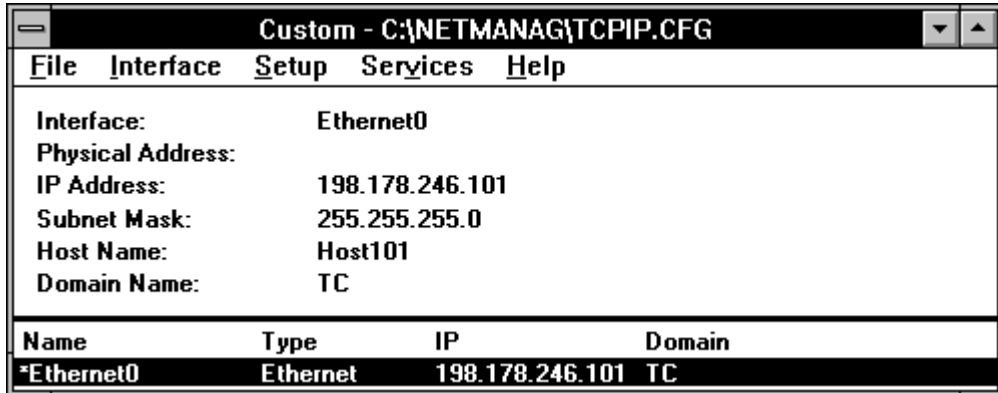 Custom - C:\NETMANAG\TCPIP.CFG
File Interface Setup Services Help
Interface: Ethernet0
Physical Address:
IP Address: 198.178.246.101
Subnet Mask: 255.255.255.0
Host Name: Host101
Domain Name: TC
Name Type IP Domain
*Ethernet0 Ethernet 198.178.246.101 TC